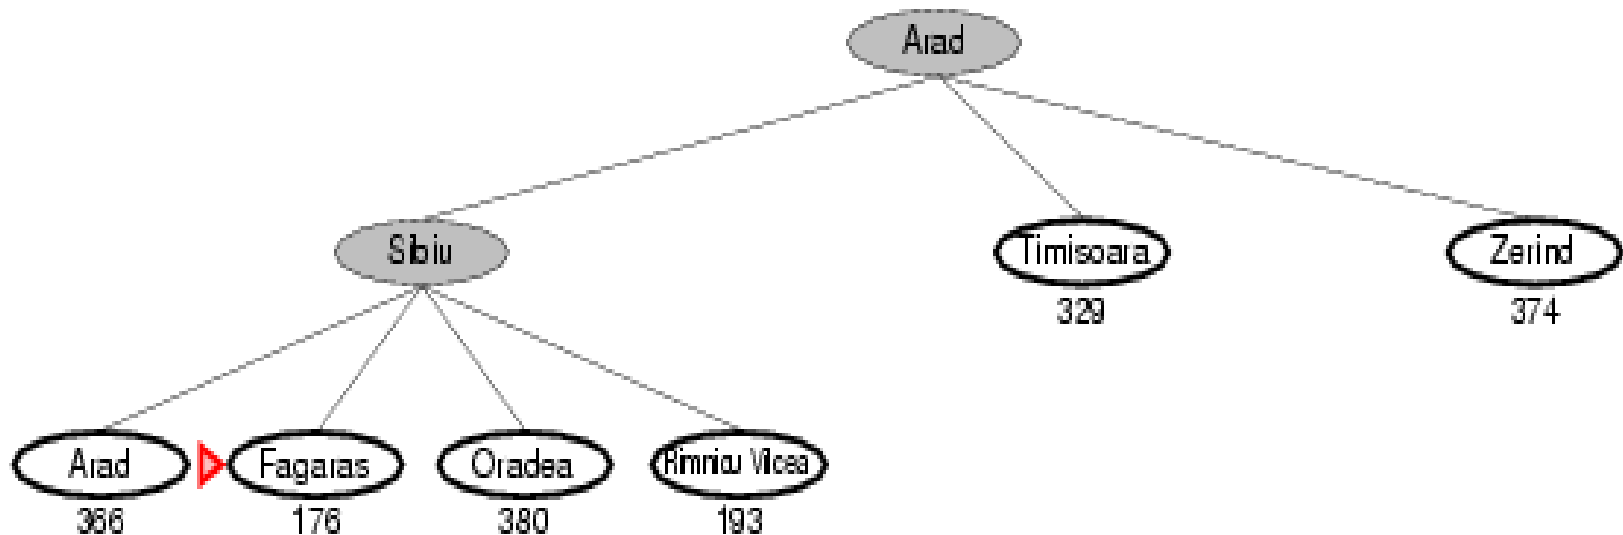 Arad
Sibiu
Timisoara
Zerind
329
374
Arad
Fagaras
Oradea
Rimnicu Vilcea
366
176
380
193